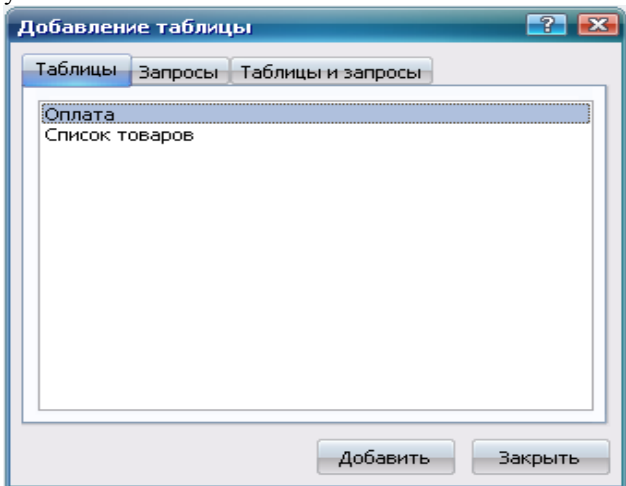 Добавление таблицы
?
Таблицы Запросы Таблицы и запросы
Оплата
Список товаров
Добавить Закрыть